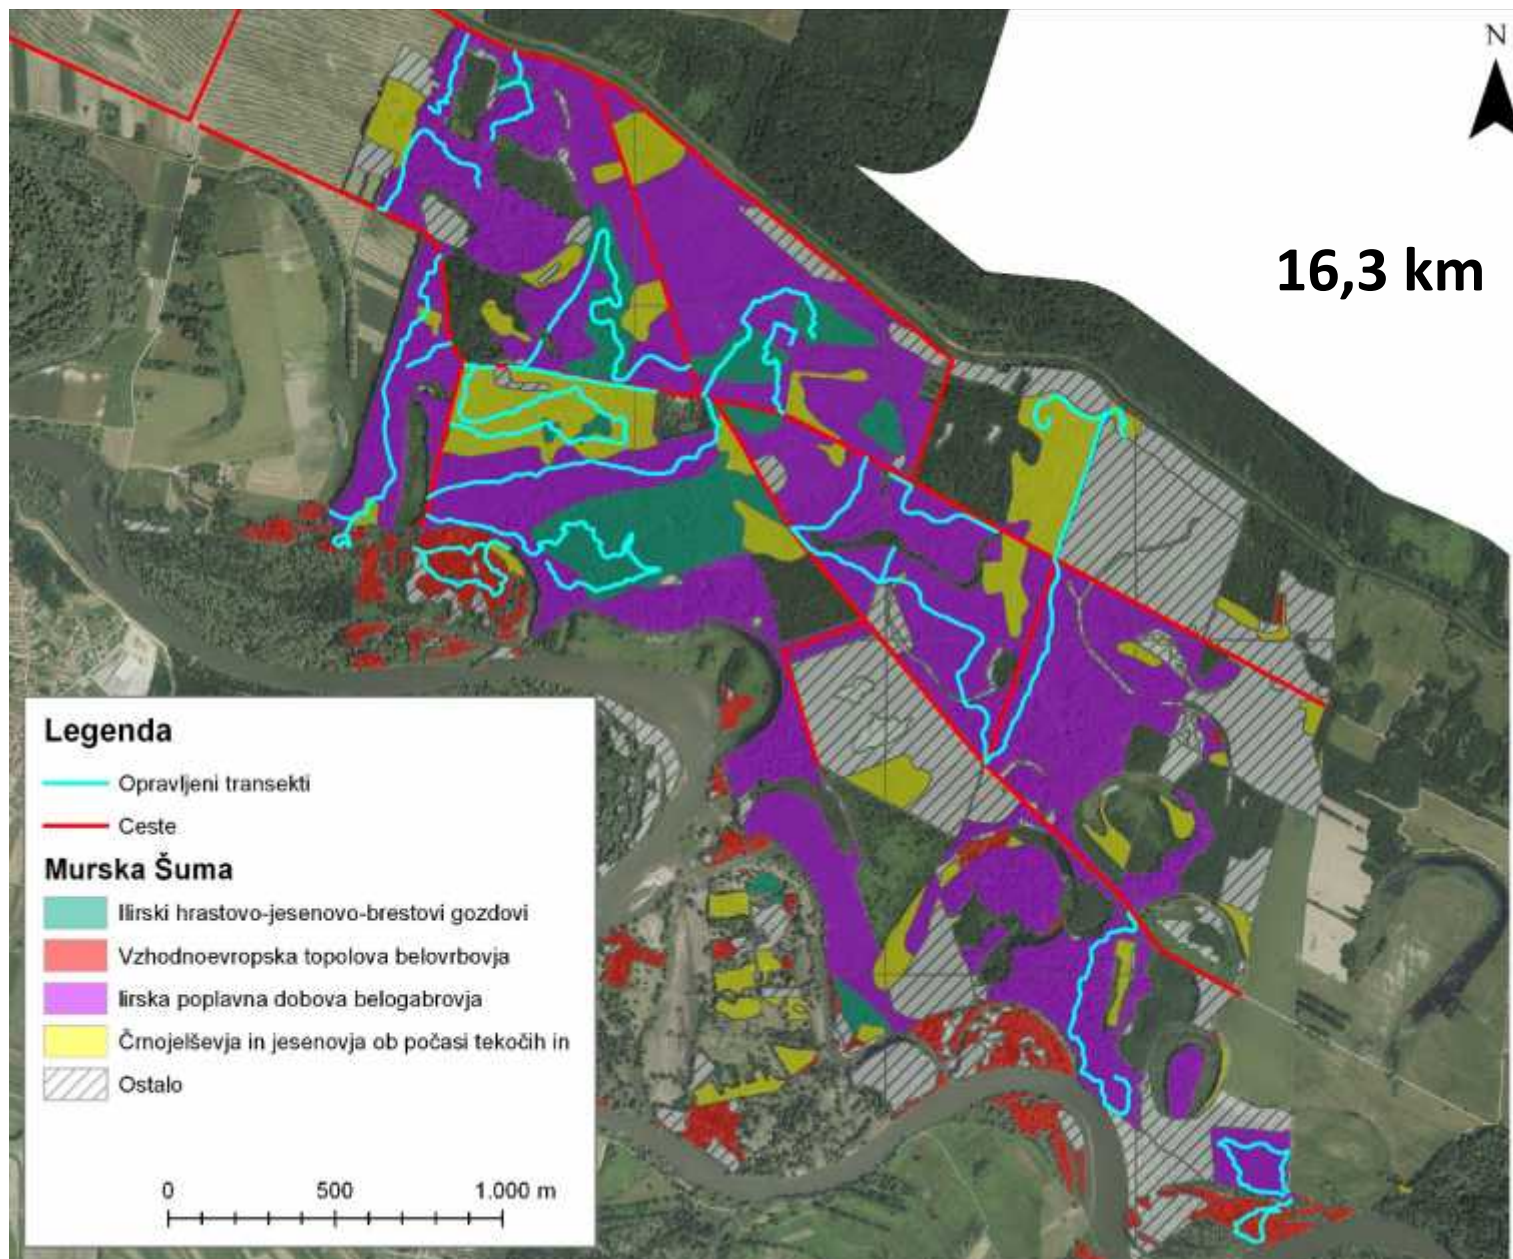 N
16,3 km
Legenda
Opravljeni transekti
Ceste
Murska Šuma
Ilirski hrastovo-jesenovo-brestovi gozdovi
Vzhodnoevropska topolova belovrbovja
lirska poplavna dobova belogabrovja
Črnojelševja in jesenovja ob počasi tekočih in
Ostalo
0 500 1.000 m